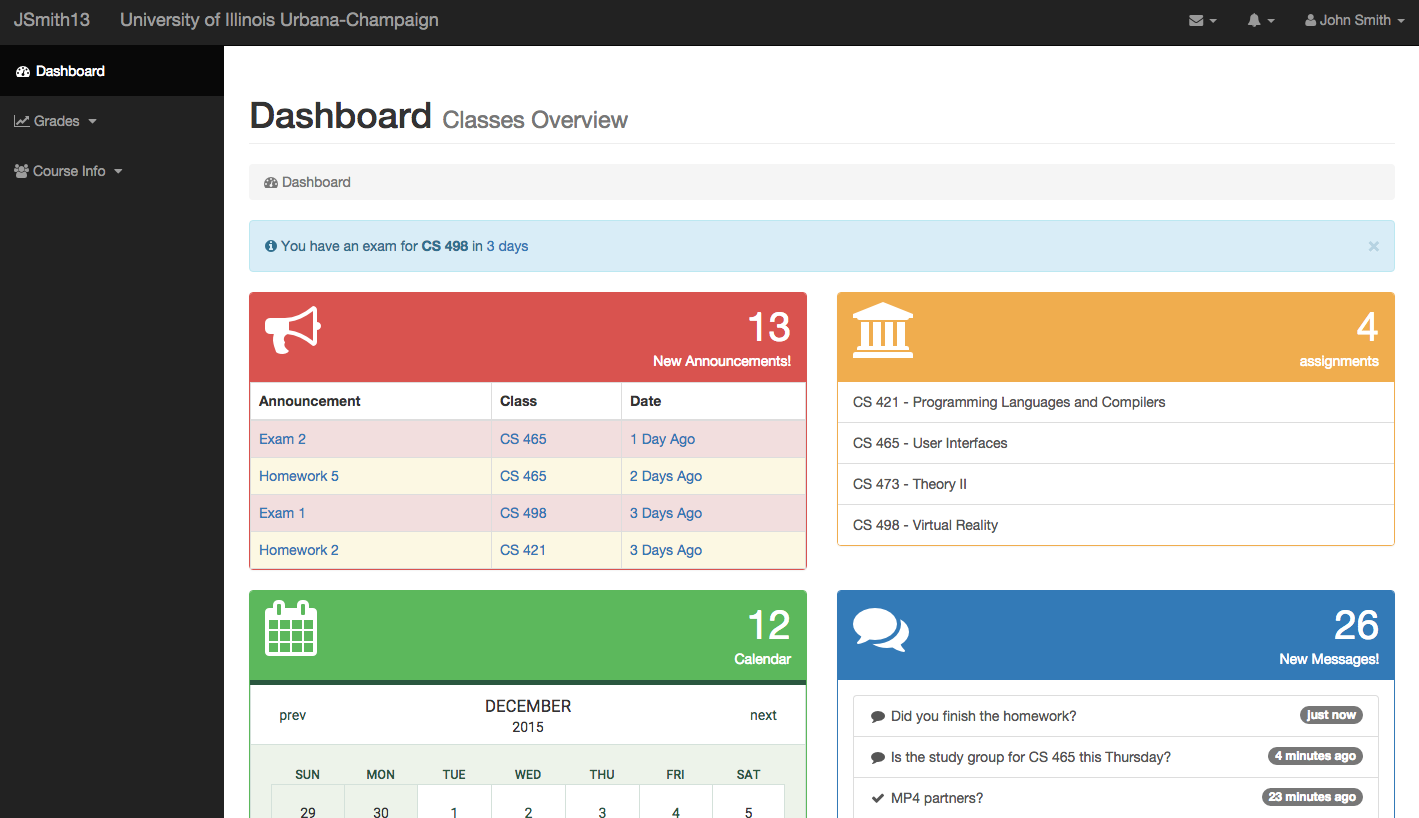 JSmith13 University of Illinois Urbana-Champaign John Smith
Dashboard
Grades
Course Info
Dashboard Classes Overview
Dashboard
You have an exam for CS 498 in 3 days ×
13
New Announcements!
Announcement Class Date
Exam 2 CS 465 1 Day Ago
Homework 5 CS 465 2 Days Ago
Exam 1 CS 498 3 Days Ago
Homework 2 CS 421 3 Days Ago
4
assignments
CS 421 - Programming Languages and Compilers
CS 465 - User Interfaces
CS 473 - Theory II
CS 498 - Virtual Reality
12
Calendar
prev DECEMBER next
2015
SUN MON TUE WED THU FRI SAT
29 30 1 2 3 4 5
26
New Messages!
Did you finish the homework? just now
Is the study group for CS 465 this Thursday? 4 minutes ago
MP4 partners? 23 minutes ago